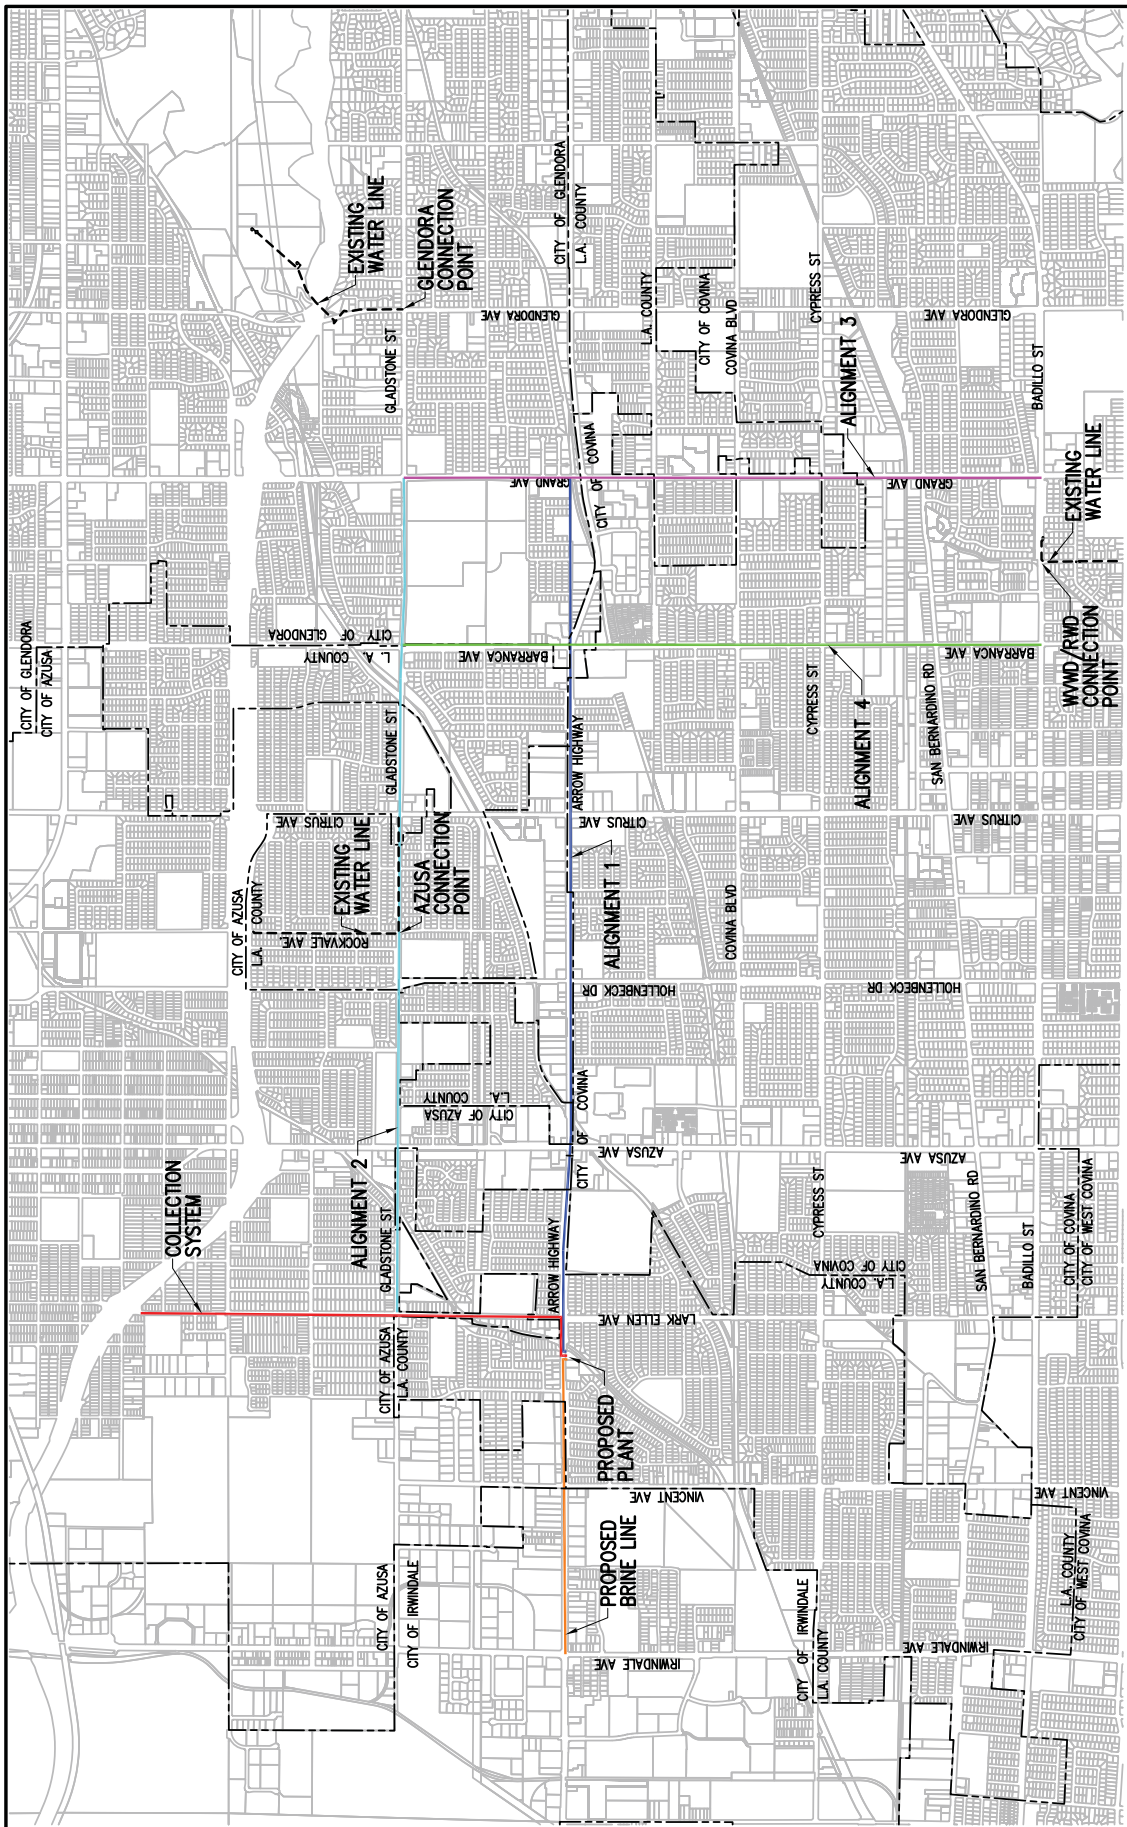 CITY OF GLENDORA
CITY OF AZUSA
CITY OF GLENDORA
L. A. COUNTY
EXISTING
WATER LINE
GLENDORA
CONNECTION
POINT
GLENDORA AVE
GLADSTONE ST
CITY OF GLENDORA
L.A. COUNTY
L.A. COUNTY
CITY OF COVINA
COVINA BLVD
CYPRESS ST
GLENDORA AVE
BADILLO ST
ALIGNMENT 3
CITY OF COVINA
GRAND AVE
GRAND AVE
EXISTING
WATER LINE
WVWD/RWD
CONNECTION
POINT
BARRANCA AVE
BARRANCA AVE
CYPRESS ST
ALIGNMENT 4
SAN BERNARDINO RD
GLADSTONE ST
ARROW HIGHWAY
CITRUS AVE
CITRUS AVE
CITRUS AVE
EXISTING
WATER LINE
AZUSA
CONNECTION
POINT
ALIGNMENT 1
ROCKVALE AVE
CITY OF AZUSA
L.A. COUNTY
COVINA BLVD
HOLLENBECK DR
HOLLENBECK DR
L.A. COUNTY
CITY OF AZUSA
CITY OF COVINA
AZUSA AVE
AZUSA AVE
ALIGNMENT 2
COLLECTION
SYSTEM
GLADSTONE ST
ARROW HIGHWAY
CYPRESS ST
CITY OF COVINA
L.A. COUNTY
SAN BERNARDINO RD
BADILLO ST
CITY OF COVINA
CITY OF WEST COVINA
LARK ELLEN AVE
CITY OF AZUSA
L.A. COUNTY
PROPOSED
PLANT
VINCENT AVE
VINCENT AVE
PROPOSED
BRINE LINE
CITY OF AZUSA
CITY OF IRWINDALE
CITY OF IRWINDALE
L.A. COUNTY
L.A. COUNTY
CITY OF WEST COVINA
IRWINDALE AVE
IRWINDALE AVE